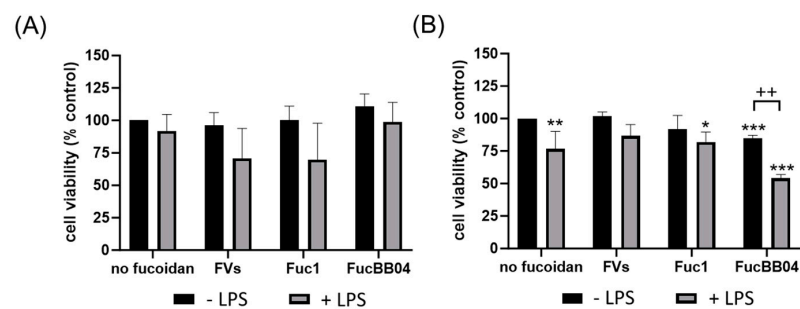 (A)
cell viability (% control)
150
125
100
75
50
25
0
no fucoidan FVs Fuc1 FucBB04
- LPS + LPS
(B)
cell viability (% control)
150
125
100
75
50
25
0
**
*
***
++
***
no fucoidan FVs Fuc1 FucBB04
- LPS + LPS